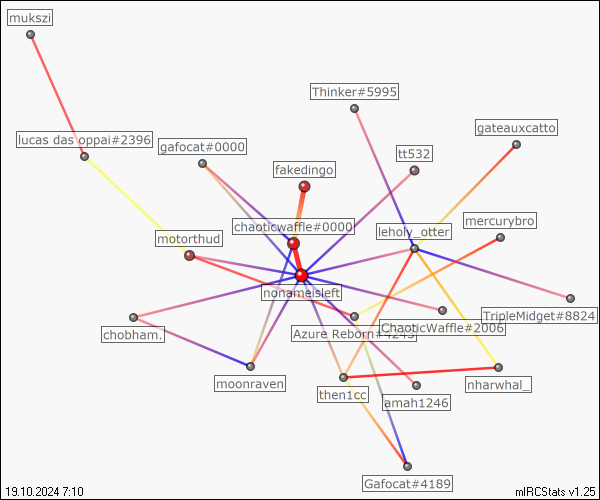 mukszi
Thinker#5995
gateauxcatto
lucas das oppai#2396
gafocat#0000
tt532
fakedingo
chaoticwaffle#0000
mercurybro
leholy_otter
motorthud
nonameisleft
TripleMidget#8824
chobham.
Azure Reborn#4245
ChaoticWaffle#2006
moonraven
nharwhal_
then1cc
amah1246
Gafocat#4189
19.10.2024 7:10
mIRCStats v1.25